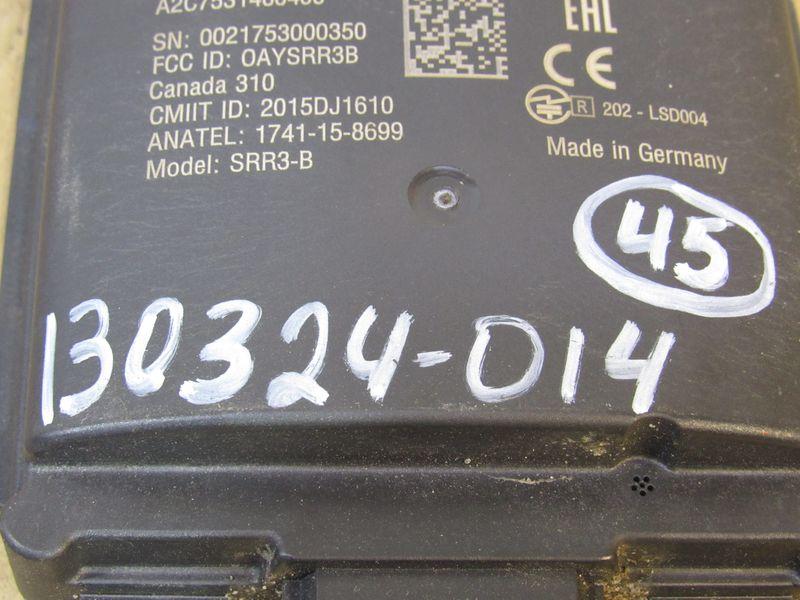 SN: 0021753000350
FCC ID: OAYSRR3B
Canada 310
CMIIT ID: 2015DJ1610
ANATEL: 1741-15-8699
Model: SRR3-B
EAC
CE
R 202 - LSD004
Made in Germany
45
130324-014